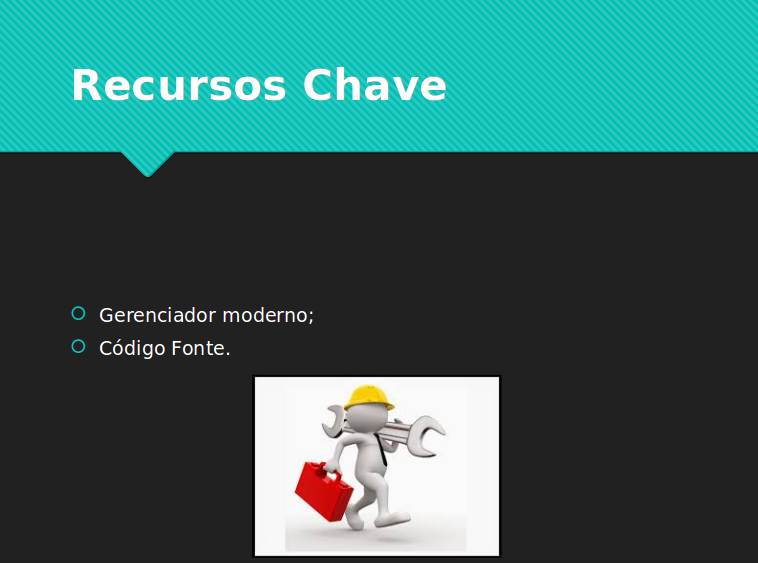 Recursos Chave
Gerenciador moderno;
Código Fonte.